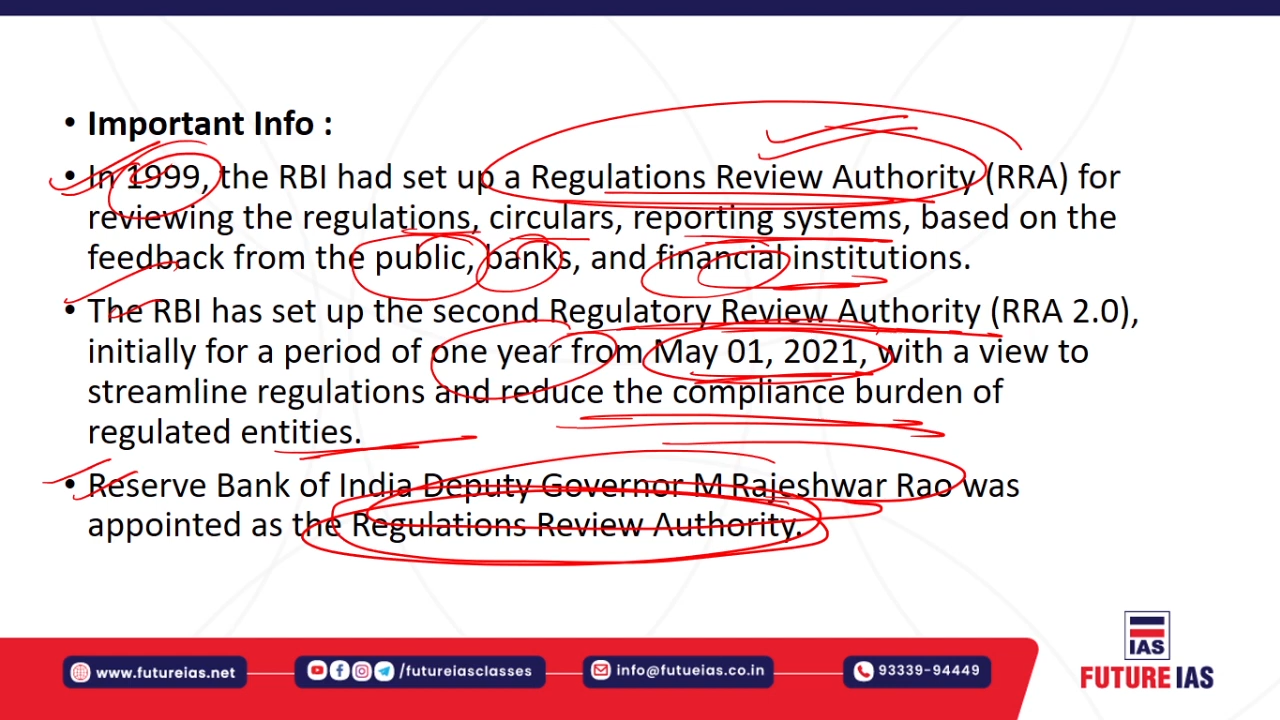 • Important Info :
• In 1999, the RBI had set up a Regulations Review Authority (RRA) for
reviewing the regulations, circulars, reporting systems, based on the
feedback from the public, banks, and financial institutions.
• The RBI has set up the second Regulatory Review Authority (RRA 2.0),
initially for a period of one year from May 01, 2021, with a view to
streamline regulations and reduce the compliance burden of
regulated entities.
• Reserve Bank of India Deputy Governor M Rajeshwar Rao was
appointed as the Regulations Review Authority.
www.futureias.net
/futureiasclasses
info@futueias.co.in
93339-94449
IAS
FUTURE IAS